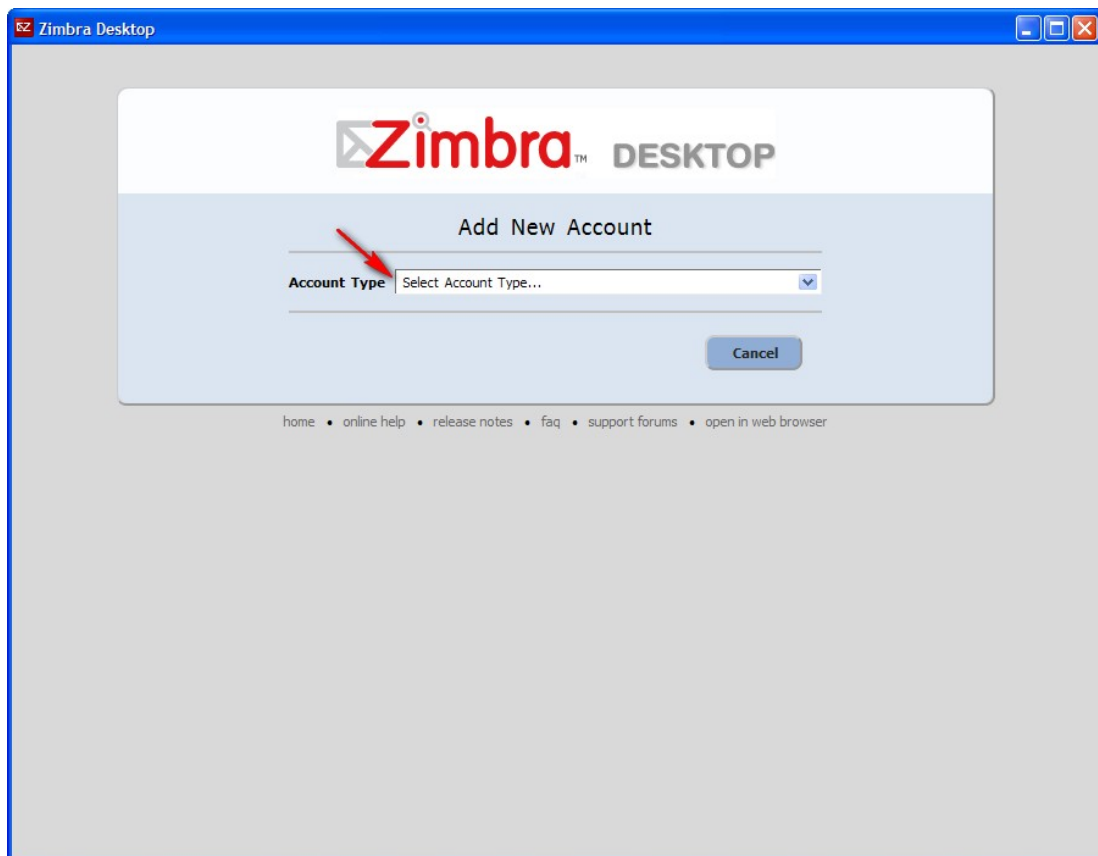 Zimbra Desktop
Zimbra™ DESKTOP
Add New Account
Account Type Select Account Type...
Cancel
home • online help • release notes • faq • support forums • open in web browser